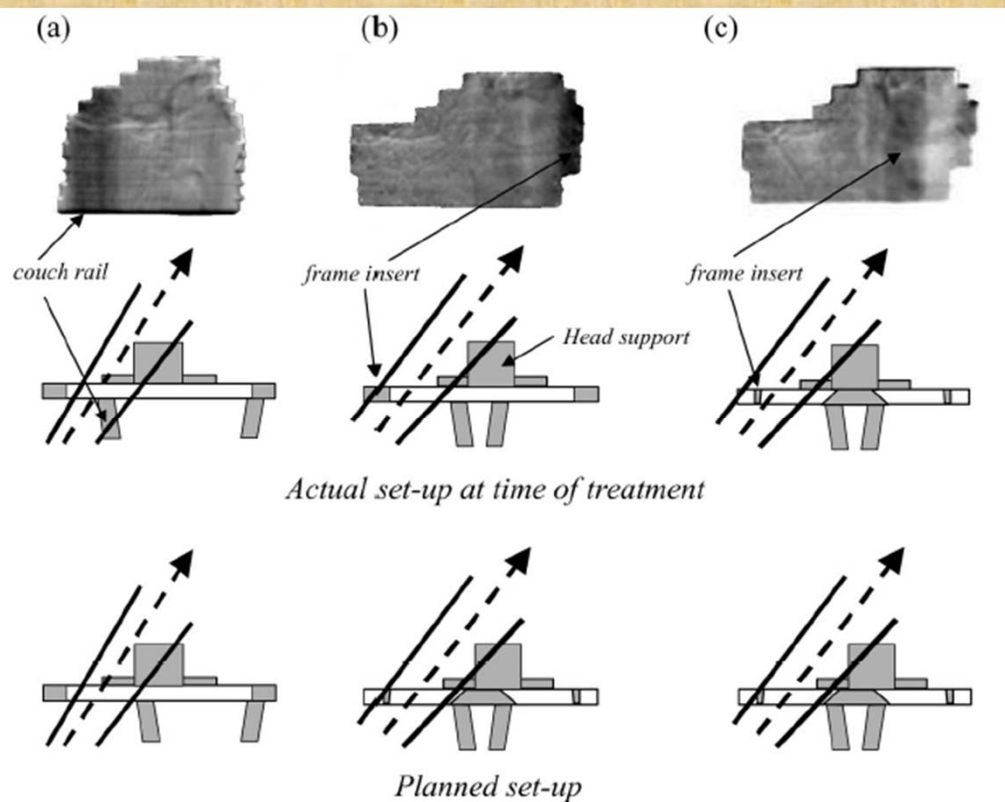 (a) (b) (c)
couch rail
frame insert
frame insert
Head support
Actual set-up at time of treatment
Planned set-up